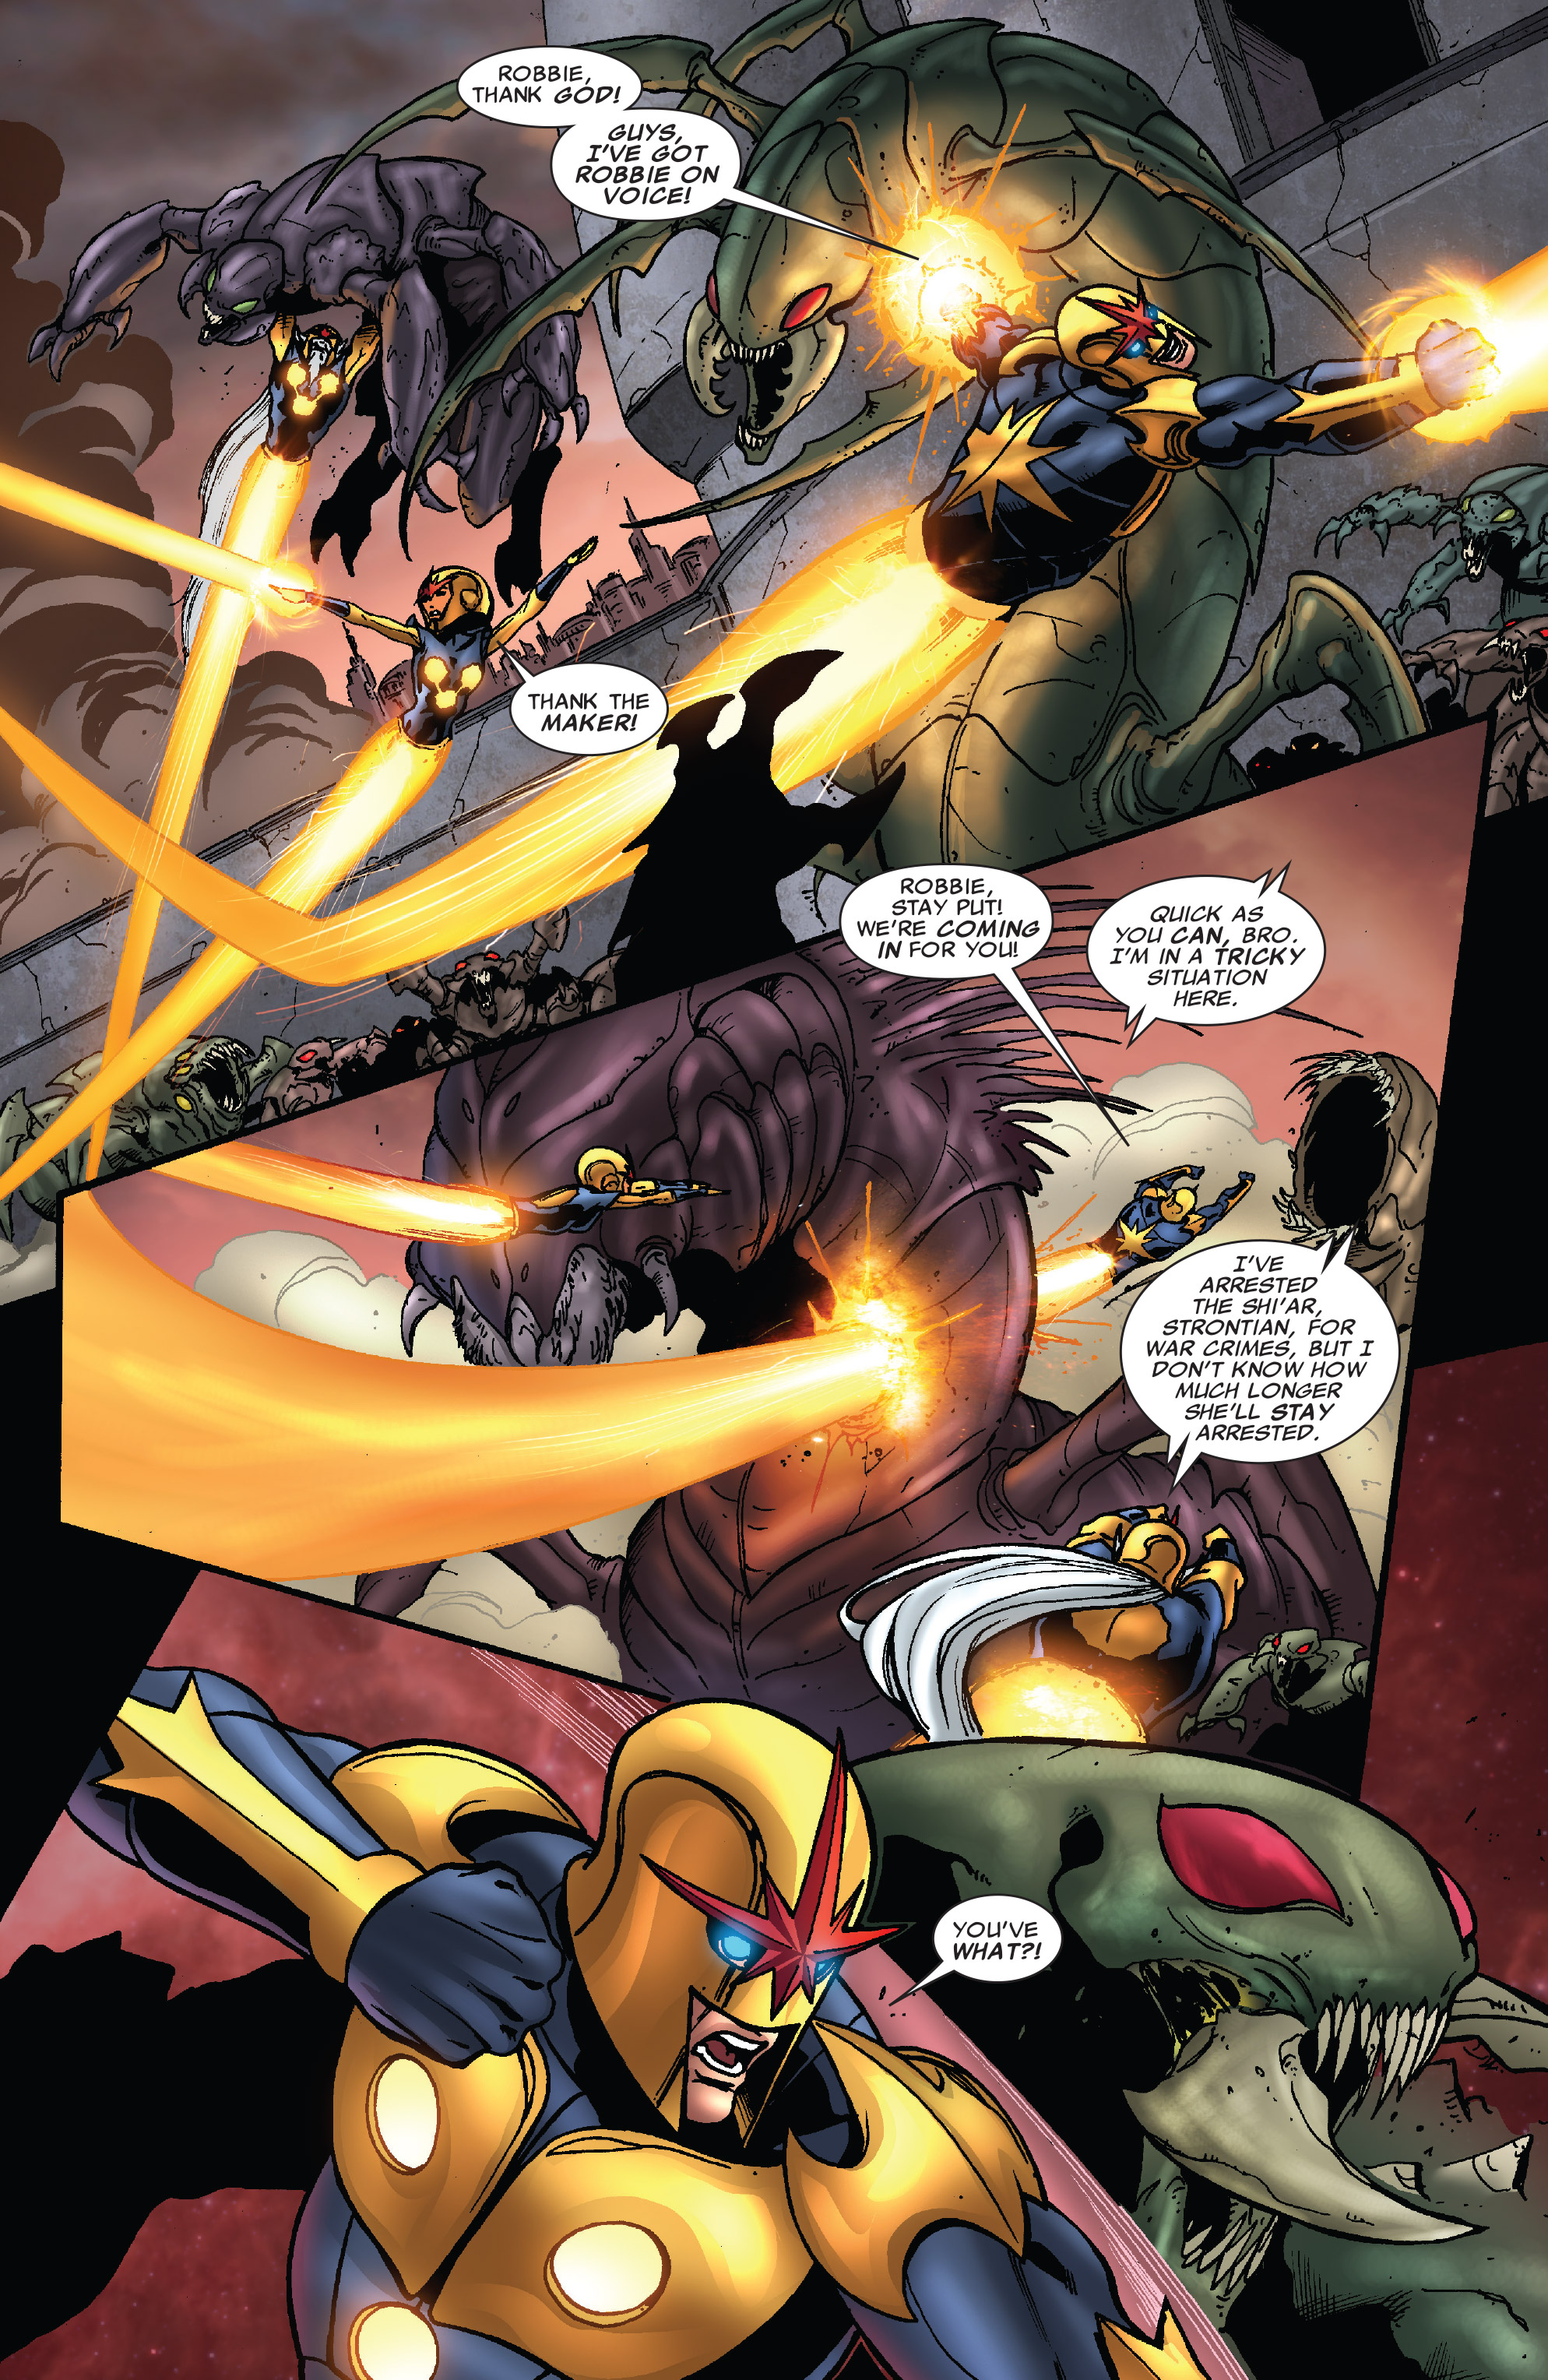 ROBBIE,
THANK GOD!
GUYS,
I'VE GOT
ROBBIE ON
VOICE!
THANK THE
MAKER!
ROBBIE,
STAY PUT!
WE'RE COMING
IN FOR YOU!
QUICK AS
YOU CAN, BRO.
I'M IN A TRICKY
SITUATION
HERE.
I'VE
ARRESTED
THE SHI'AR,
STRONTIAN, FOR
WAR CRIMES, BUT I
DON'T KNOW HOW
MUCH LONGER
SHE'LL STAY
ARRESTED.
YOU'VE
WHAT?!